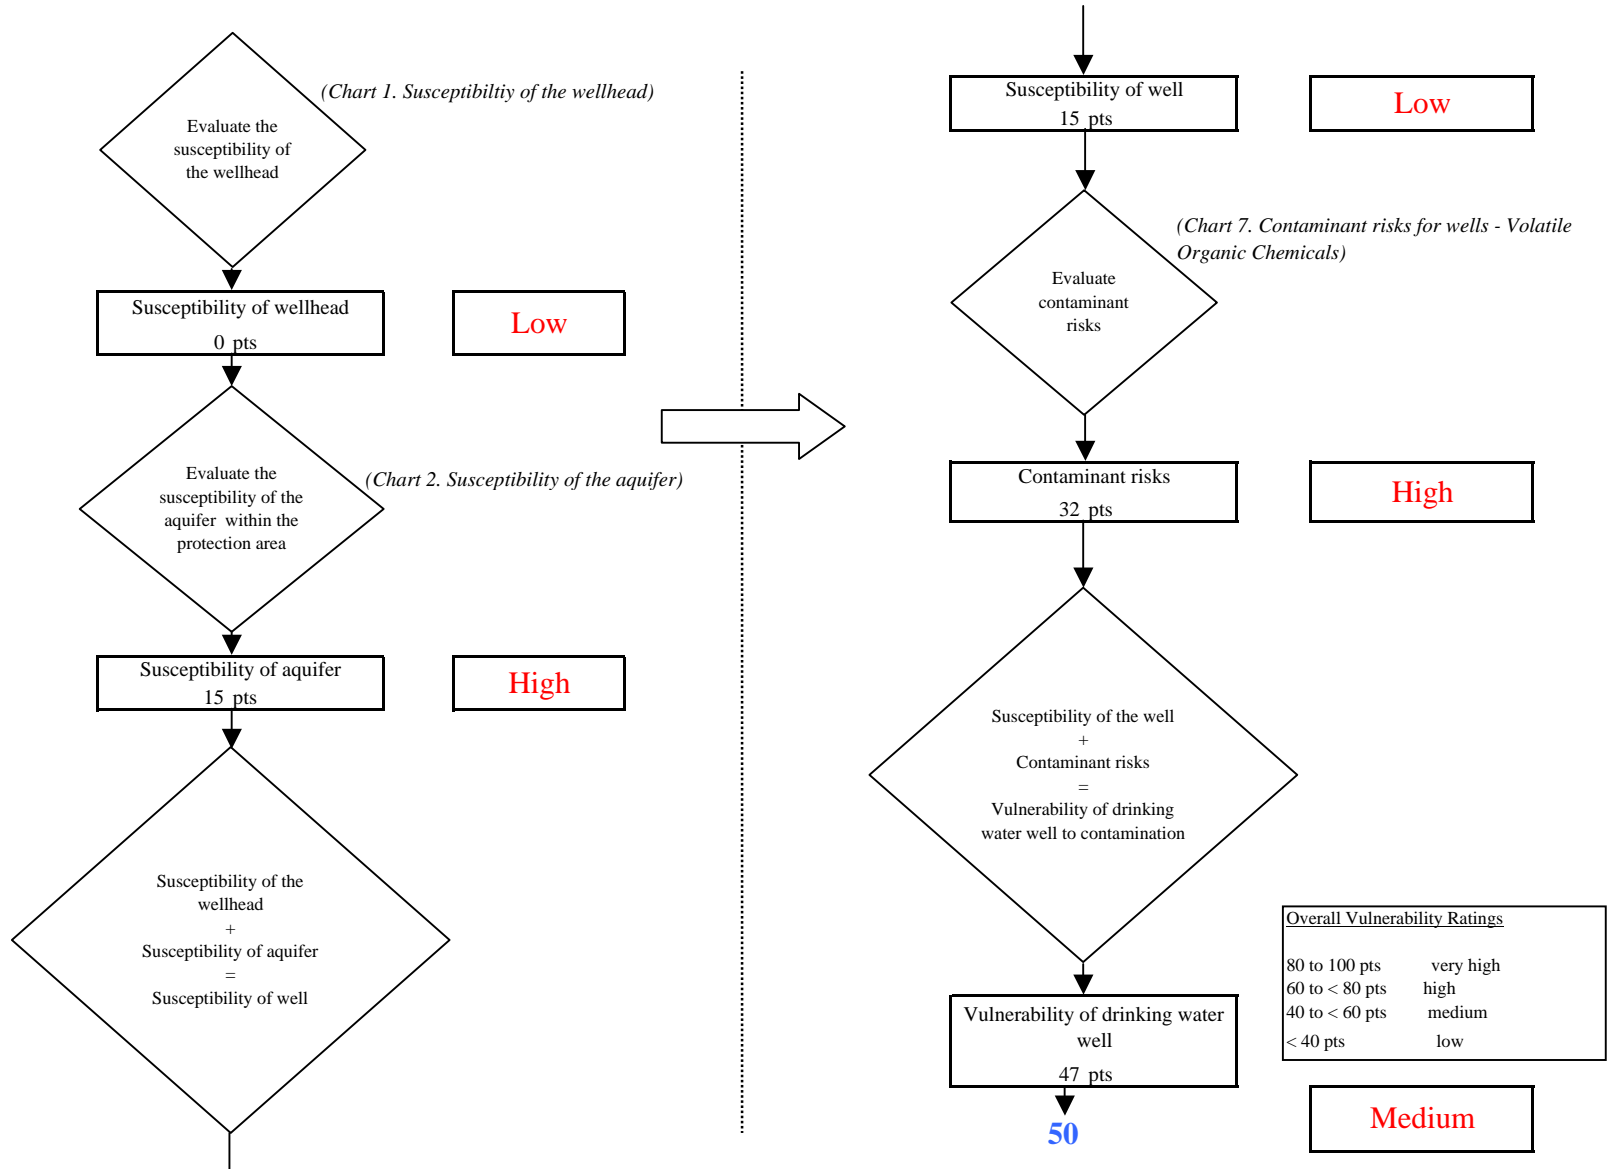 (Chart 1. Susceptibiltiy of the wellhead)
Evaluate the
susceptibility of
the wellhead
Susceptibility of wellhead
0 pts
Low
Evaluate the
susceptibility of the
aquifer within the
protection area
(Chart 2. Susceptibility of the aquifer)
Susceptibility of aquifer
15 pts
High
Susceptibility of the
wellhead
+
Susceptibility of aquifer
=
Susceptibility of well
Susceptibility of well
15 pts
Low
(Chart 7. Contaminant risks for wells - Volatile
Organic Chemicals)
Evaluate
contaminant
risks
Contaminant risks
32 pts
High
Susceptibility of the well
+
Contaminant risks
=
Vulnerability of drinking
water well to contamination
Overall Vulnerability Ratings
80 to 100 pts very high
60 to < 80 pts high
40 to < 60 pts medium
< 40 pts low
Vulnerability of drinking water
well
47 pts
50
Medium